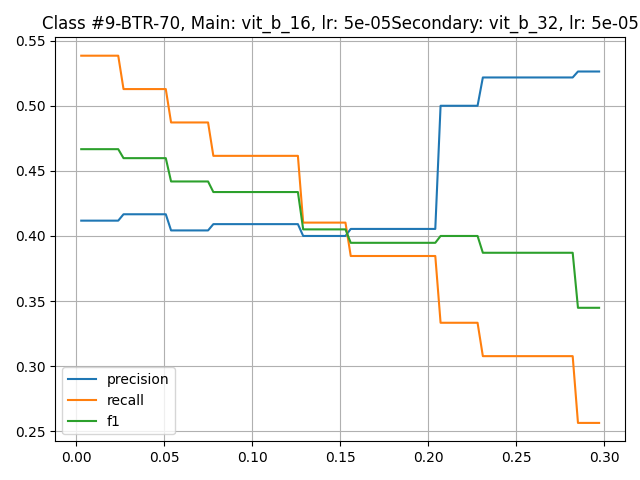 Class #9-BTR-70, Main: vit_b_16, lr: 5e-05Secondary: vit_b_32, lr: 5e-05
0.55
0.50
0.45
0.40
0.35
0.30
0.25
precision
recall
f1
0.00 0.05 0.10 0.15 0.20 0.25 0.30